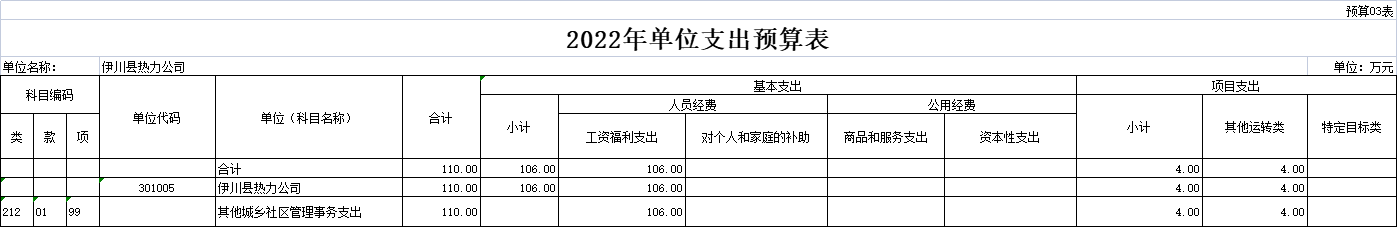 预算03表
2022年单位支出预算表
单位名称: 伊川县热力公司 单位：万元
科目编码 单位代码 单位（科目名称） 合计 基本支出 项目支出
人员经费 公用经费
类 款 项 小计 工资福利支出 对个人和家庭的补助 商品和服务支出 资本性支出 小计 其他运转类 特定目标类
合计 110.00 106.00 106.00 4.00 4.00
301005 伊川县热力公司 110.00 106.00 106.00 4.00 4.00
212 01 99 其他城乡社区管理事务支出 110.00 106.00 4.00 4.00